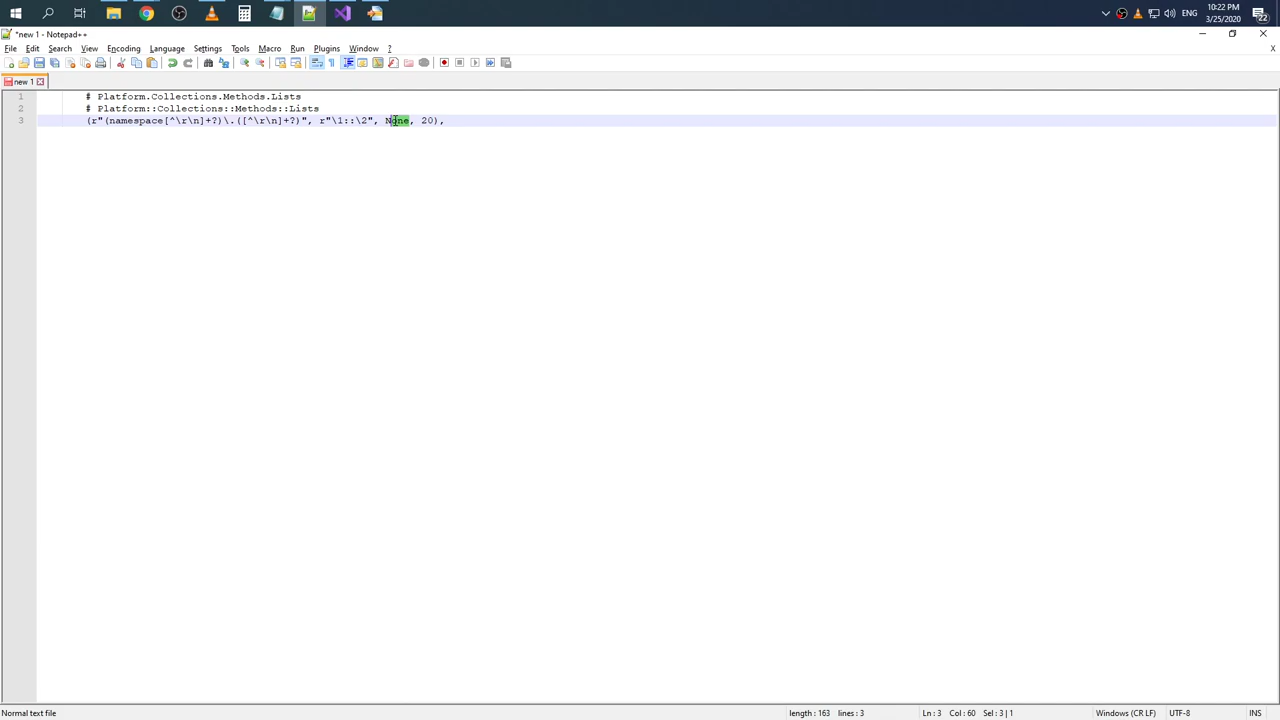 10:22 PM
ENG
3/25/2020
22
*new 1 - Notepad++
File Edit Search View Encoding Language Settings Tools Macro Run Plugins Window ?
X
new 1
1 # Platform.Collections.Methods.Lists
2 # Platform::Collections::Methods::Lists
3 (r"(namespace[^\r\n]+?)\.([^\r\n]+?)", r"\1::\2", None, 20),
Normal text file length : 163 lines : 3 Ln : 3 Col : 60 Sel : 3 | 1 Windows (CR LF) UTF-8 INS